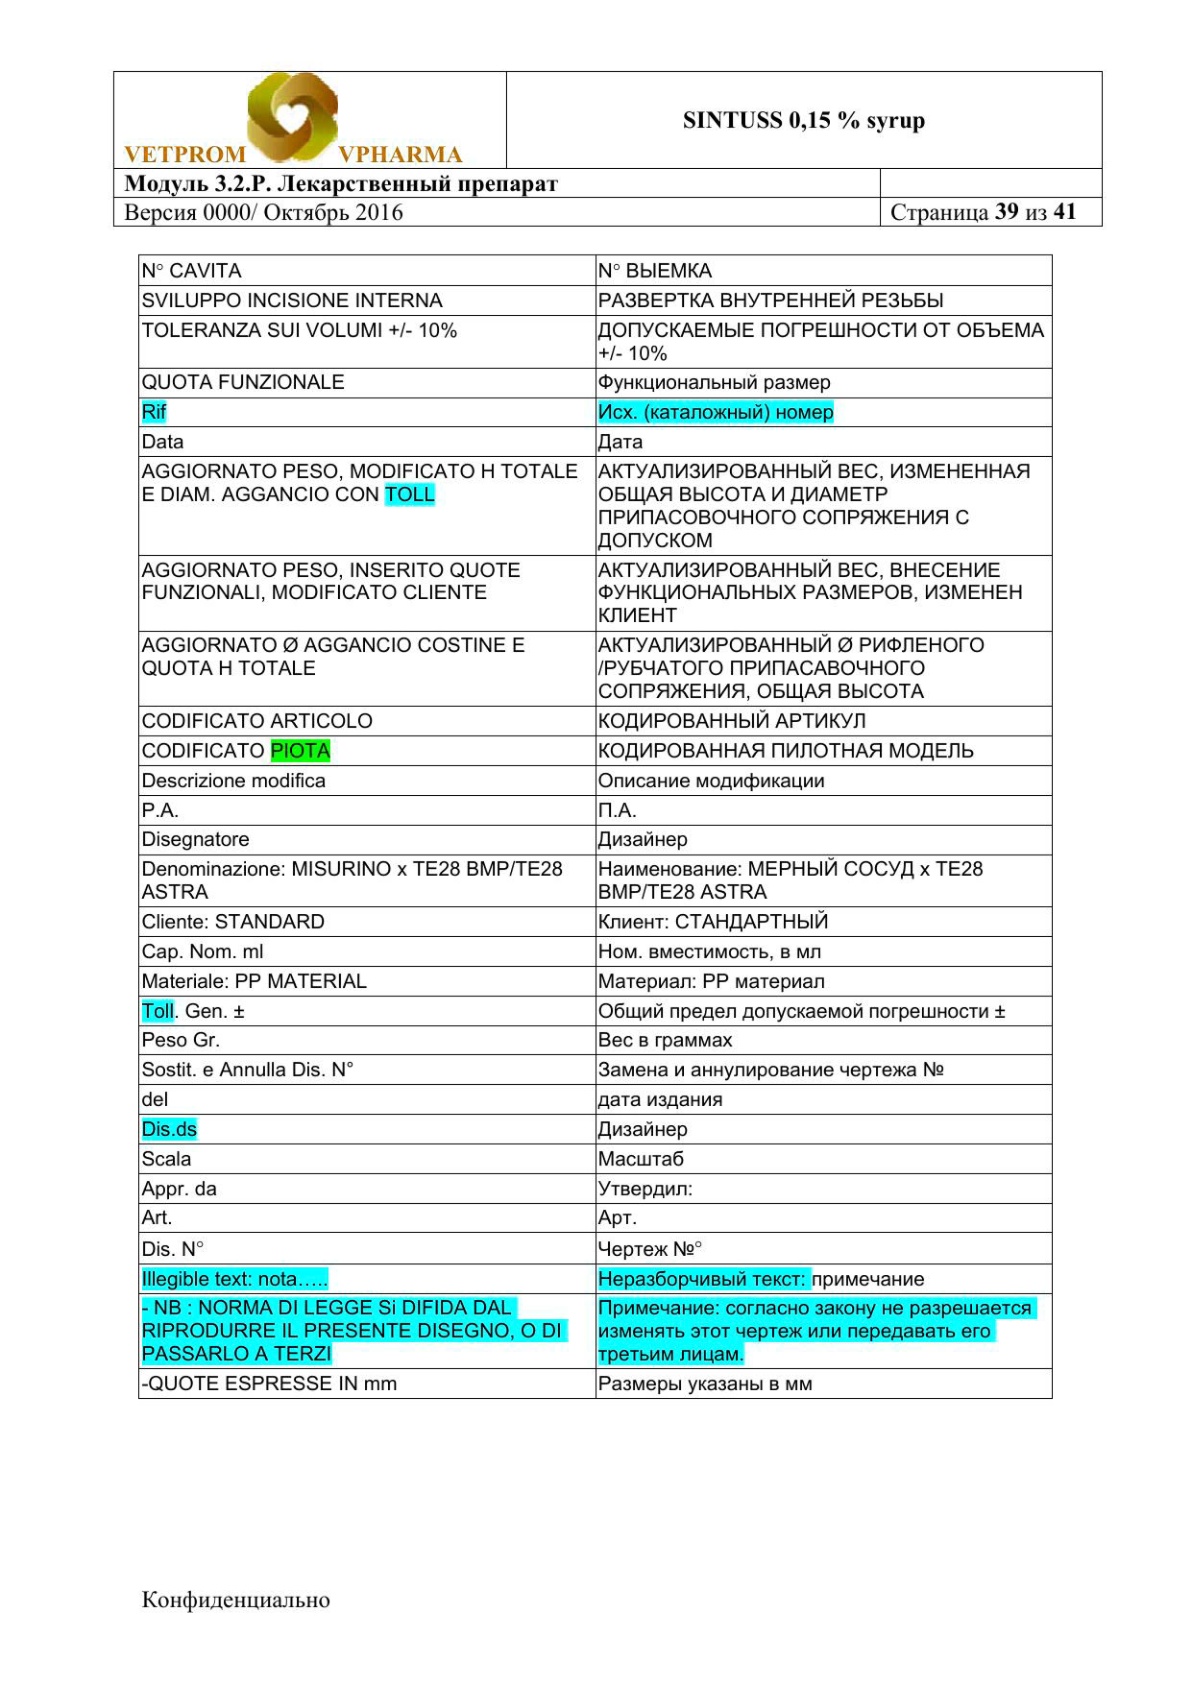 VETPROM VPHARMA
SINTUSS 0,15 % syrup
Модуль 3.2.P. Лекарственный препарат
Версия 0000/ Октябрь 2016
Страница 39 из 41
N° CAVITA
N° ВЫЕМКА
SVILUPPO INCISIONE INTERNA
РАЗВЕРТКА ВНУТРЕННЕЙ РЕЗЬБЫ
TOLERANZA SUI VOLUMI +/- 10%
ДОПУСКАЕМЫЕ ПОГРЕШНОСТИ ОТ ОБЪЕМА
+/- 10%
QUOTA FUNZIONALE
Функциональный размер
Rif
Исх. (каталожный) номер
Data
Дата
AGGIORNATO PESO, MODIFICATO H TOTALE
E DIAM. AGGANCIO CON TOLL
АКТУАЛИЗИРОВАННЫЙ ВЕС, ИЗМЕНЕННАЯ
ОБЩАЯ ВЫСОТА И ДИАМЕТР
ПРИПАСОВОЧНОГО СОПРЯЖЕНИЯ С
ДОПУСКОМ
AGGIORNATO PESO, INSERITO QUOTE
FUNZIONALI, MODIFICATO CLIENTE
АКТУАЛИЗИРОВАННЫЙ ВЕС, ВНЕСЕНИЕ
ФУНКЦИОНАЛЬНЫХ РАЗМЕРОВ, ИЗМЕНЕН
КЛИЕНТ
AGGIORNATO Ø AGGANCIO COSTINE E
QUOTA H TOTALE
АКТУАЛИЗИРОВАННЫЙ Ø РИФЛЕНОГО
/РУБЧАТОГО ПРИПАСАВОЧНОГО
СОПРЯЖЕНИЯ, ОБЩАЯ ВЫСОТА
CODIFICATO ARTICOLO
КОДИРОВАННЫЙ АРТИКУЛ
CODIFICATO PIOTA
КОДИРОВАННАЯ ПИЛОТНАЯ МОДЕЛЬ
Descrizione modifica
Описание модификации
P.A.
П.А.
Disegnatore
Дизайнер
Denominazione: MISURINO x TE28 BMP/TE28
ASTRA
Наименование: МЕРНЫЙ СОСУД x TE28
BMP/TE28 ASTRA
Cliente: STANDARD
Клиент: СТАНДАРТНЫЙ
Cap. Nom. ml
Ном. вместимость, в мл
Materiale: PP MATERIAL
Материал: PP материал
Toll. Gen. ±
Общий предел допускаемой погрешности ±
Peso Gr.
Вес в граммах
Sostit. e Annulla Dis. N°
Замена и аннулирование чертежа №
del
дата издания
Dis.ds
Дизайнер
Scala
Масштаб
Appr. da
Утвердил:
Art.
Арт.
Dis. N°
Чертеж №°
Illegible text: nota…..
Неразборчивый текст: примечание
- NB : NORMA DI LEGGE Si DIFIDA DAL
RIPRODURRE IL PRESENTE DISEGNO, O DI
PASSARLO A TERZI
Примечание: согласно закону не разрешается
изменять этот чертеж или передавать его
третьим лицам.
-QUOTE ESPRESSE IN mm
Размеры указаны в мм
Конфиденциально